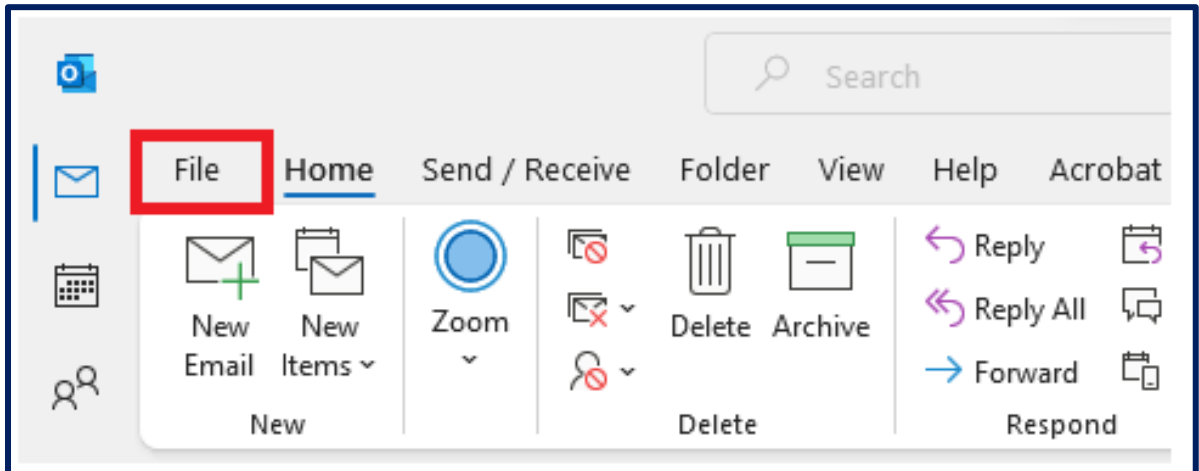 O
Search
File Home Send / Receive Folder View Help Acrobat
New Email
New Items
Zoom
Delete
Archive
Reply
Reply All
Forward
New
Delete
Respond